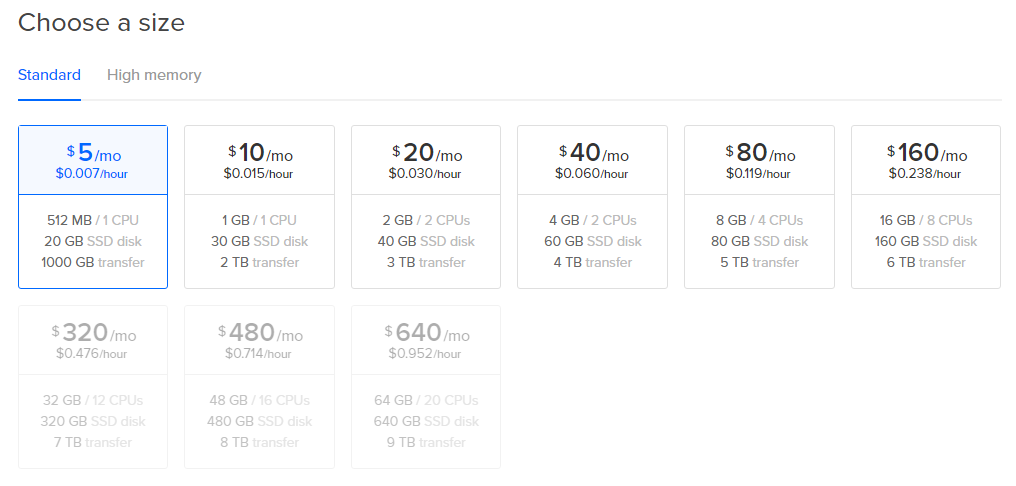 Choose a size
Standard High memory
$5/mo
$0.007/hour
512 MB / 1 CPU
20 GB SSD disk
1000 GB transfer
$10/mo
$0.015/hour
1 GB / 1 CPU
30 GB SSD disk
2 TB transfer
$20/mo
$0.030/hour
2 GB / 2 CPUs
40 GB SSD disk
3 TB transfer
$40/mo
$0.060/hour
4 GB / 2 CPUs
60 GB SSD disk
4 TB transfer
$80/mo
$0.119/hour
8 GB / 4 CPUs
80 GB SSD disk
5 TB transfer
$160/mo
$0.238/hour
16 GB / 8 CPUs
160 GB SSD disk
6 TB transfer
$320/mo
$0.476/hour
32 GB / 12 CPUs
320 GB SSD disk
7 TB transfer
$480/mo
$0.714/hour
48 GB / 16 CPUs
480 GB SSD disk
8 TB transfer
$640/mo
$0.952/hour
64 GB / 20 CPUs
640 GB SSD disk
9 TB transfer